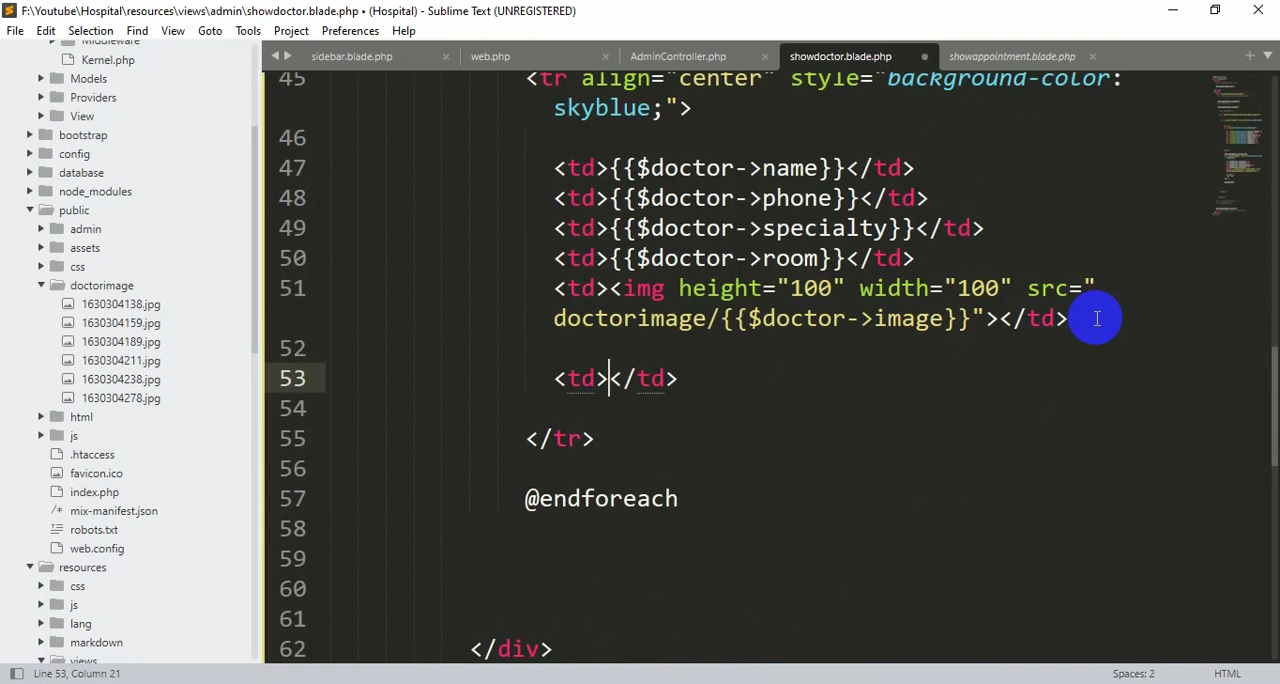 F:\Youtube\Hospital\resources\views\admin\showdoctor.blade.php • (Hospital) - Sublime Text (UNREGISTERED)
File Edit Selection Find View Goto Tools Project Preferences Help
sidebar.blade.php × web.php × AdminController.php × showdoctor.blade.php showappointment.blade.php ×
Middleware
Kernel.php
Models
Providers
View
bootstrap
config
database
node_modules
public
admin
assets
css
doctorimage
1630304138.jpg
1630304159.jpg
1630304189.jpg
1630304211.jpg
1630304238.jpg
1630304278.jpg
html
js
.htaccess
favicon.ico
index.php
mix-manifest.json
robots.txt
web.config
resources
css
js
lang
markdown
views
45 <tr align="center" style="background-color:
skyblue;">
46
47 <td>{{$doctor->name}}</td>
48 <td>{{$doctor->phone}}</td>
49 <td>{{$doctor->specialty}}</td>
50 <td>{{$doctor->room}}</td>
51 <td><img height="100" width="100" src="
doctorimage/{{$doctor->image}}"></td>
52
53 <td></td>
54
55 </tr>
56
57 @endforeach
58
59
60
61
62 </div>
Line 53, Column 21 Spaces: 2 HTML